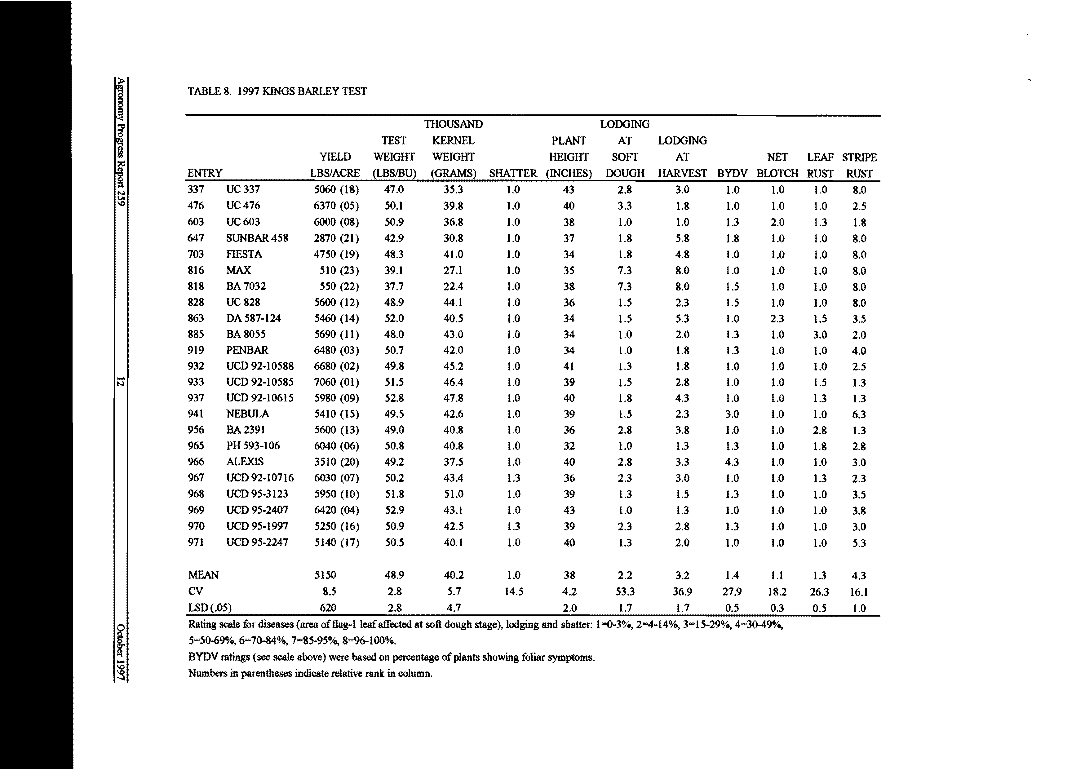 TABLE 8. 1997 KINGS BARLEY TEST
THOUSAND LODGING
TEST KERNEL PLANT AT LODGING
YIELD WEIGHT WEIGHT HEIGHT SOFT AT NET LEAF STRIPE
ENTRY LBS/ACRE (LBS/BU) (GRAMS) SHATTER (INCHES) DOUGH HARVEST BYDV BLOTCH RUST RUST
337 UC 337 5060 (18) 47.0 35.3 1.0 43 2.8 3.0 1.0 1.0 1.0 8.0
476 UC 476 6370 (05) 50.1 39.8 1.0 40 3.3 1.8 1.0 1.0 1.0 2.5
603 UC 603 6000 (08) 50.9 36.8 1.0 38 1.0 1.0 1.3 2.0 1.3 1.8
647 SUNBAR 458 2870 (21) 42.9 30.8 1.0 37 1.8 5.8 1.8 1.0 1.0 8.0
703 FIESTA 4750 (19) 48.3 41.0 1.0 34 1.8 4.8 1.0 1.0 1.0 8.0
816 MAX 510 (23) 39.1 27.1 1.0 35 7.3 8.0 1.0 1.0 1.0 8.0
818 BA 7032 550 (22) 37.7 22.4 1.0 38 7.3 8.0 1.5 1.0 1.0 8.0
828 UC 828 5600 (12) 48.9 44.1 1.0 36 1.5 2.3 1.5 1.0 1.0 8.0
863 DA 587-124 5460 (14) 52.0 40.5 1.0 34 1.5 5.3 1.0 2.3 1.5 3.5
885 BA 8055 5690 (11) 48.0 43.0 1.0 34 1.0 2.0 1.3 1.0 3.0 2.0
919 PENBAR 6480 (03) 50.7 42.0 1.0 34 1.0 1.8 1.3 1.0 1.0 4.0
932 UCD 92-10588 6680 (02) 49.8 45.2 1.0 41 1.3 1.8 1.0 1.0 1.0 2.5
933 UCD 92-10585 7060 (01) 51.5 46.4 1.0 39 1.5 2.8 1.0 1.0 1.5 1.3
937 UCD 92-10615 5980 (09) 52.8 47.8 1.0 40 1.8 4.3 1.0 1.0 1.3 1.3
941 NEBULA 5410 (15) 49.5 42.6 1.0 39 1.5 2.3 3.0 1.0 1.0 6.3
956 BA 2391 5600 (13) 49.0 40.8 1.0 36 2.8 3.8 1.0 1.0 2.8 1.3
965 PH 593-106 6040 (06) 50.8 40.8 1.0 32 1.0 1.3 1.3 1.0 1.8 2.8
966 ALEXIS 3510 (20) 49.2 37.5 1.0 40 2.8 3.3 4.3 1.0 1.0 3.0
967 UCD 92-10716 6030 (07) 50.2 43.4 1.3 36 2.3 3.0 1.0 1.0 1.3 2.3
968 UCD 95-3123 5950 (10) 51.8 51.0 1.0 39 1.3 1.5 1.3 1.0 1.0 3.5
969 UCD 95-2407 6420 (04) 52.9 43.1 1.0 43 1.0 1.3 1.0 1.0 1.0 3.8
970 UCD 95-1997 5250 (16) 50.9 42.5 1.3 39 2.3 2.8 1.3 1.0 1.0 3.0
971 UCD 95-2247 5140 (17) 50.5 40.1 1.0 40 1.3 2.0 1.0 1.0 1.0 5.3
MEAN 5150 48.9 40.2 1.0 38 2.2 3.2 1.4 1.1 1.3 4.3
CV 8.5 2.8 5.7 14.5 4.2 53.3 36.9 27.9 18.2 26.3 16.1
LSD (.05) 620 2.8 4.7 2.0 1.7 1.7 0.5 0.3 0.5 1.0
Rating scale for diseases (area of flag-1 leaf affected at soft dough stage), lodging and shatter: 1=0-3%, 2=4-14%, 3=15-29%, 4=30-49%,
5=50-69%, 6=70-84%, 7=85-95%, 8=96-100%.
BYDV ratings (see scale above) were based on percentage of plants showing foliar symptoms.
Numbers in parentheses indicate relative rank in column.
Agronomy Progress Report 259 12 October 1997